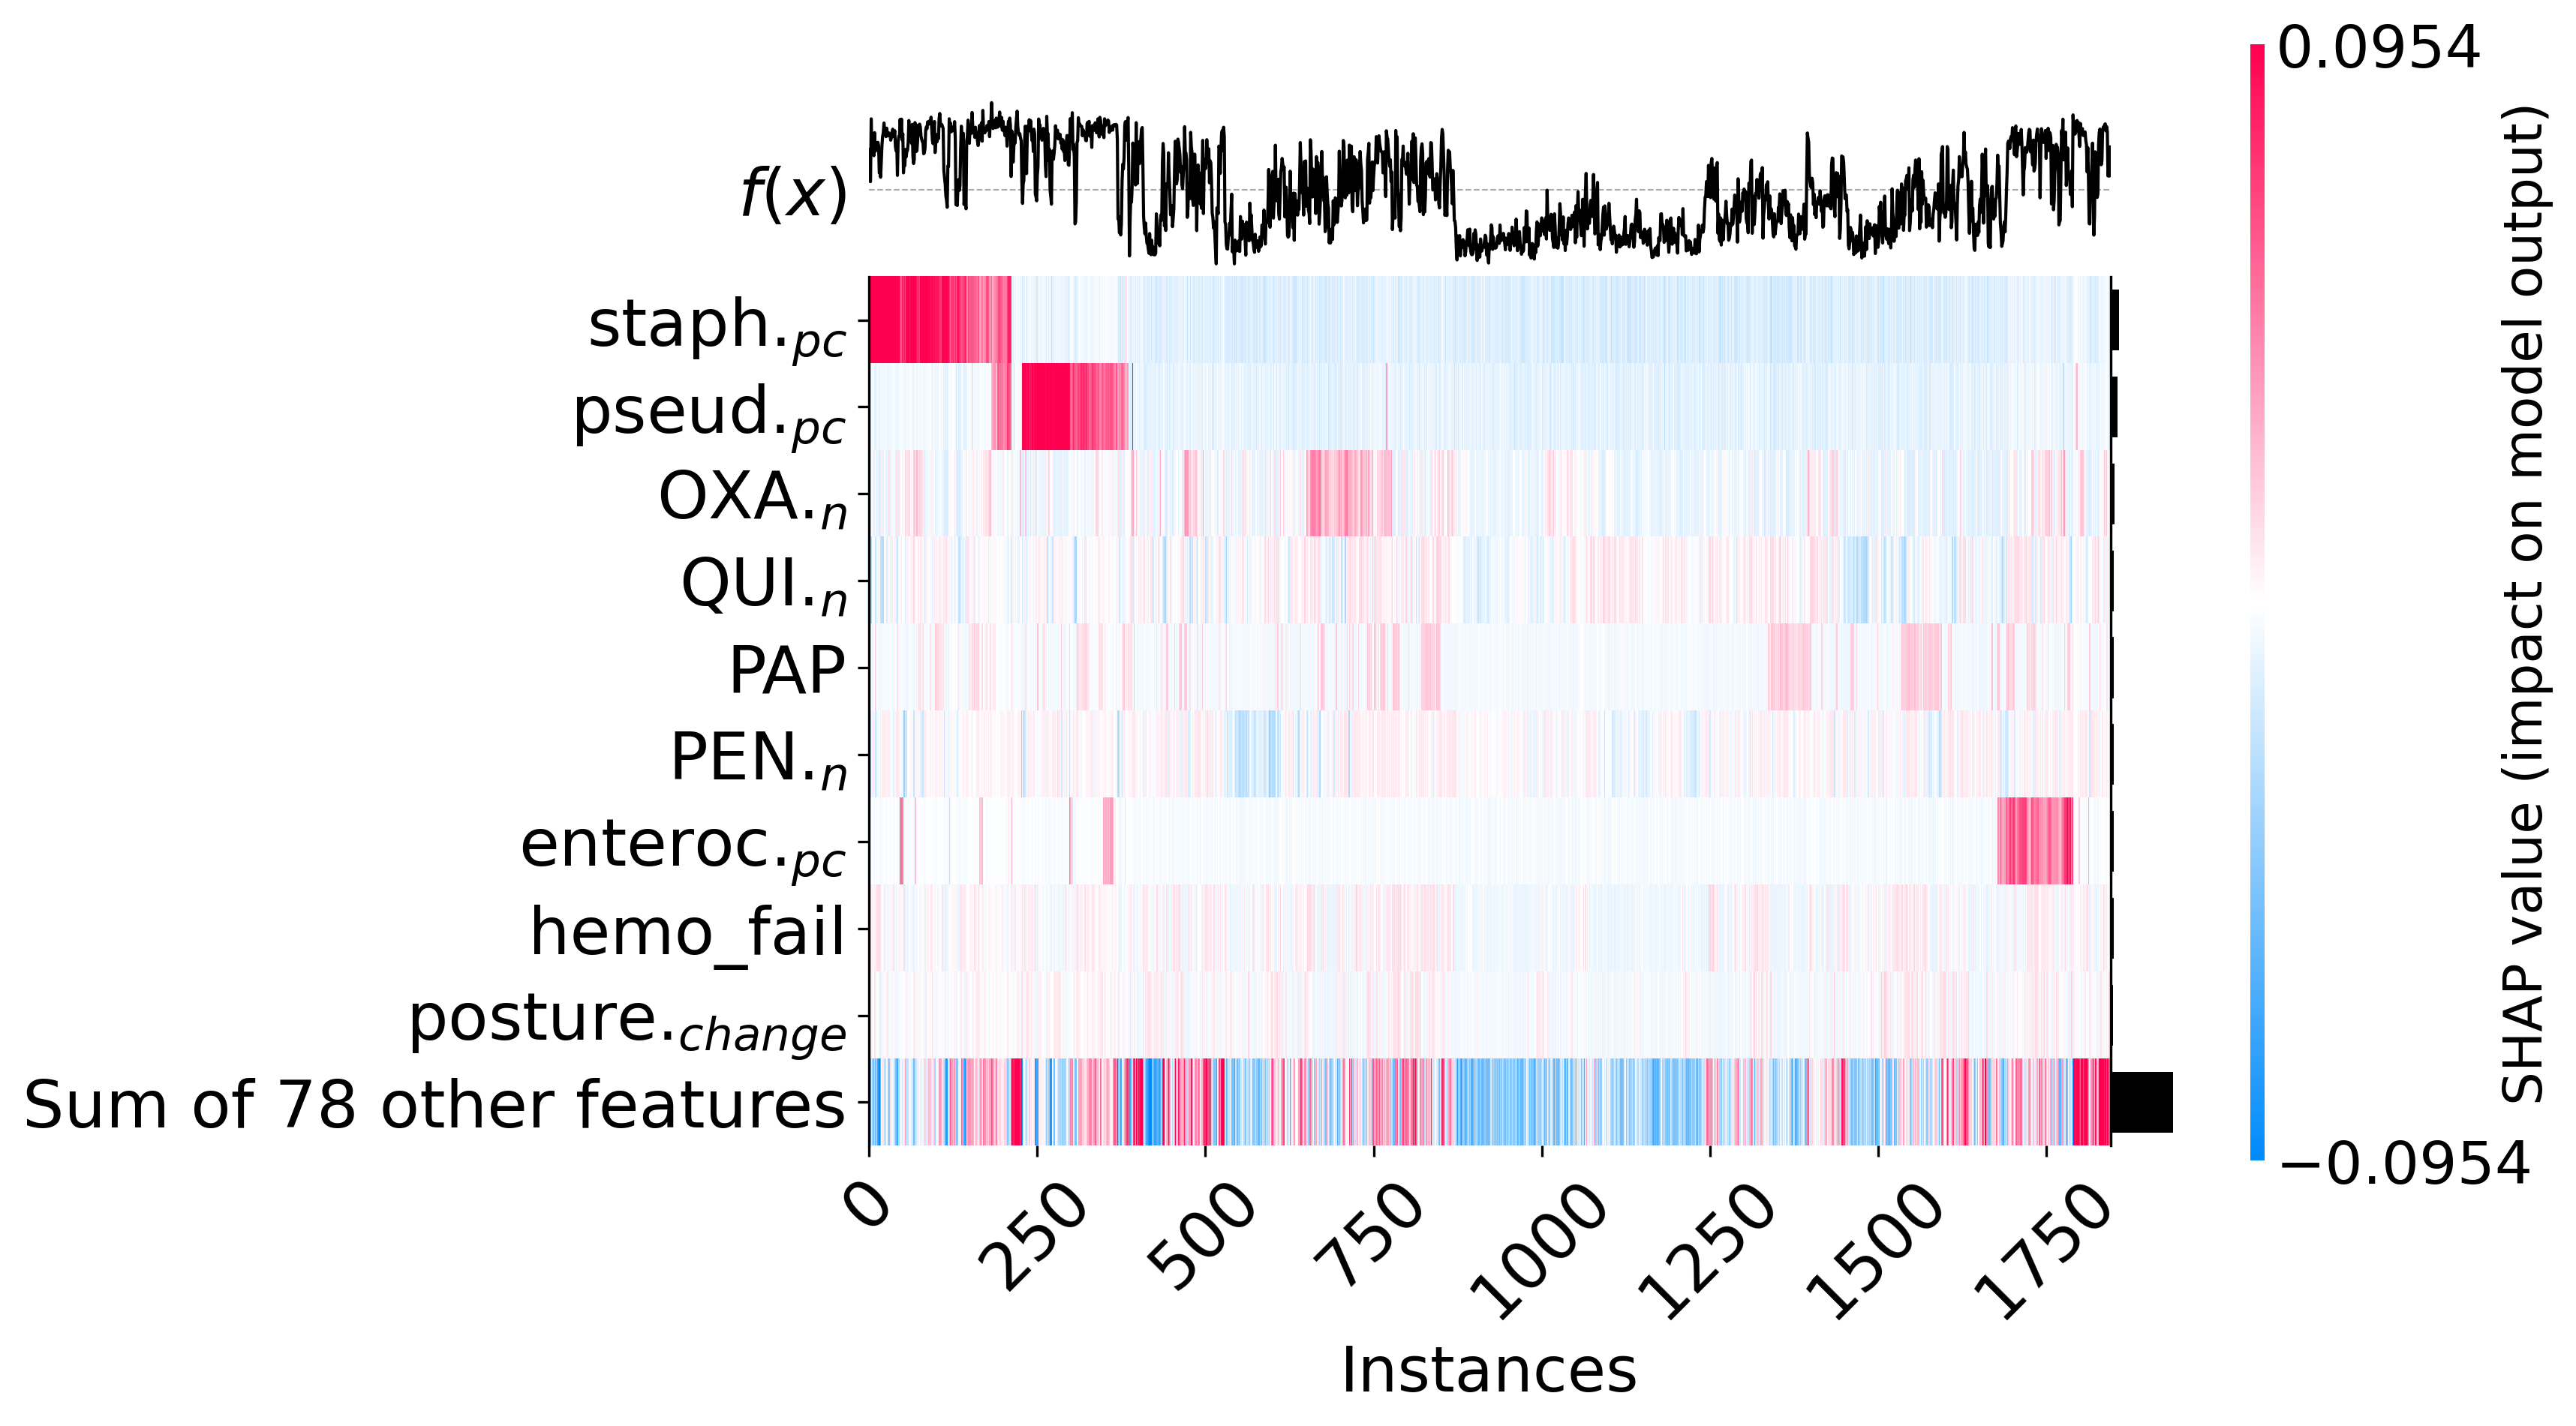 0.0954
f(x)
staph.pc
pseud.pc
OXA.n
QUI.n
PAP
PEN.n
enteroc.pc
hemo_fail
posture.change
Sum of 78 other features
−0.0954
SHAP value (impact on model output)
0 250 500 750 1000 1250 1500 1750
Instances